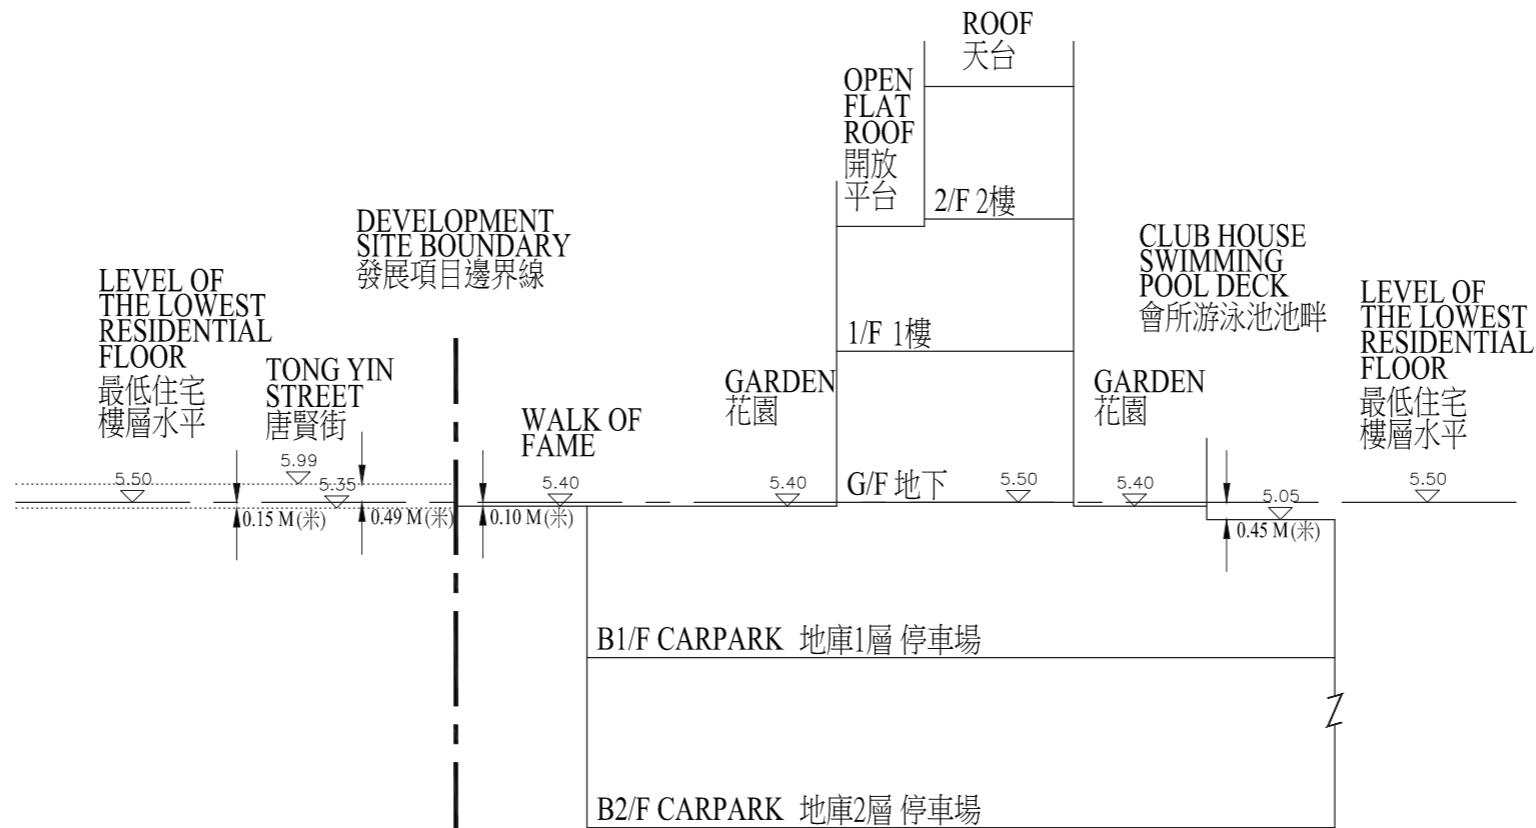 ROOF
天台
OPEN
FLAT
ROOF
開放
平台
2/F 2樓
DEVELOPMENT
SITE BOUNDARY
發展項目邊界線
CLUB HOUSE
SWIMMING
POOL DECK
會所游泳池池畔
LEVEL OF
THE LOWEST
RESIDENTIAL
FLOOR
最低住宅
樓層水平
LEVEL OF
THE LOWEST
RESIDENTIAL
FLOOR
最低住宅
樓層水平
1/F 1樓
TONG YIN
STREET
唐賢街
GARDEN
花園
GARDEN
花園
WALK OF
FAME
5.50
5.99
5.35
5.40
5.40
G/F 地下
5.50
5.40
5.05
5.50
0.15 M(米)
0.49 M(米)
0.10 M(米)
0.45 M(米)
B1/F CARPARK 地庫1層 停車場
B2/F CARPARK 地庫2層 停車場